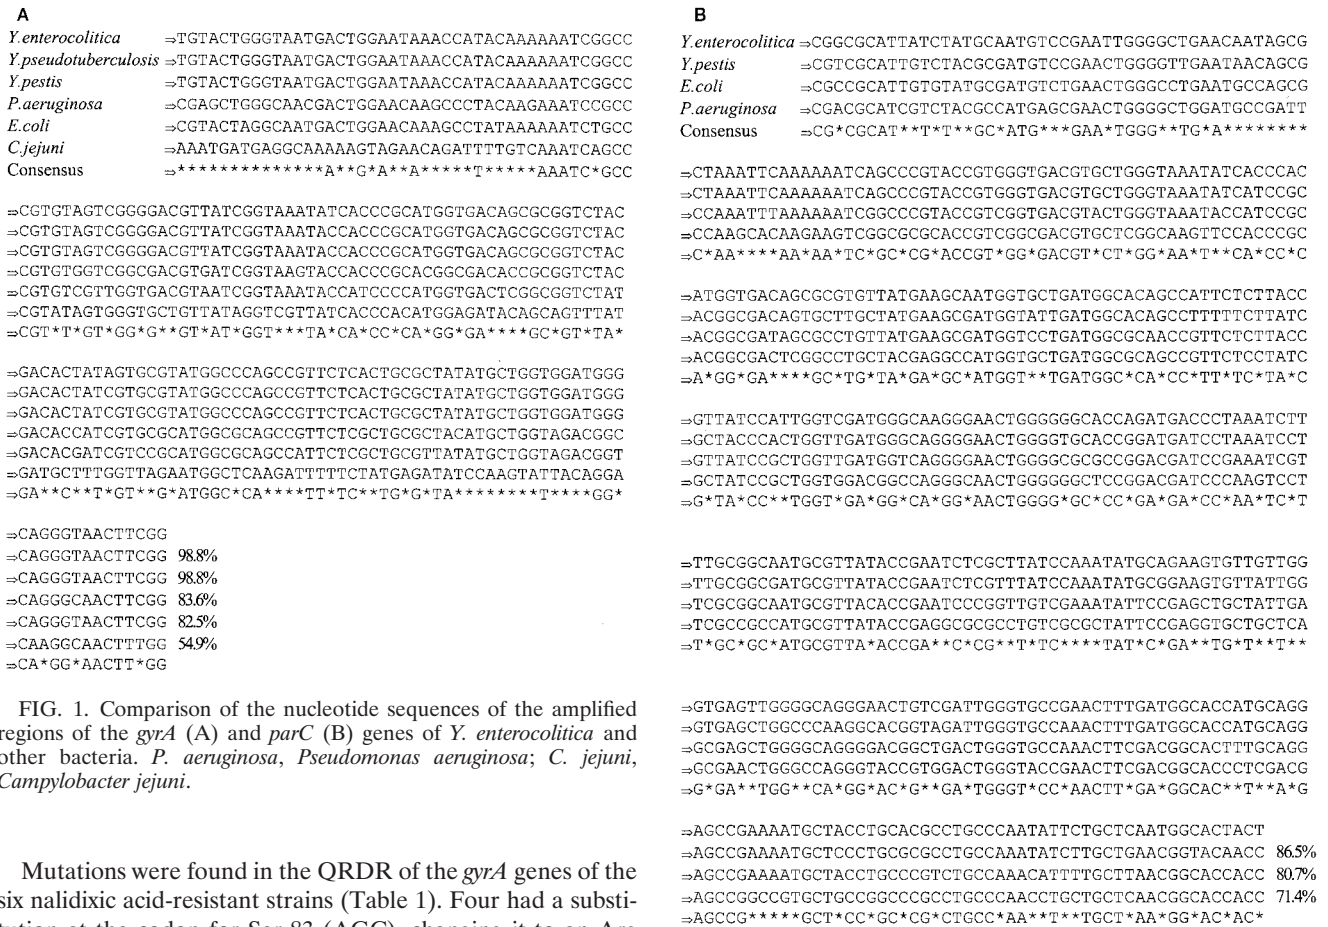 A
Y.enterocolitica ⇒TGTACTGGGTAATGACTGGAATAAACCATACAAAAAATCGGCC
Y.pseudotuberculosis ⇒TGTACTGGGTAATGACTGGAATAAACCATACAAAAAATCGGCC
Y.pestis ⇒TGTACTGGGTAATGACTGGAATAAACCATACAAAAAATCGGCC
P.aeruginosa ⇒CGAGCTGGGCAACGACTGGAACAAGCCCTACAAGAAATCCGCC
E.coli ⇒CGTACTAGGCAATGACTGGAACAAAGCCTATAAAAAATCTGCC
C.jejuni ⇒AAATGATGAGGCAAAAAGTAGAACAGATTTTGTCAAATCAGCC
Consensus ⇒**************A**G*A**A*****T*****AAATC*GCC
⇒CGTGTAGTCGGGGACGTTATCGGTAAATATCACCCGCATGGTGACAGCGCGGTCTAC
⇒CGTGTAGTCGGGGACGTTATCGGTAAATACCACCCGCATGGTGACAGCGCGGTCTAC
⇒CGTGTAGTCGGGGACGTTATCGGTAAATACCACCCGCATGGTGACAGCGCGGTCTAC
⇒CGTGTGGTCGGCGACGTGATCGGTAAGTACCACCCGCACGGCGACACCGCGGTCTAC
⇒CGTGTCGTTGGTGACGTAATCGGTAAATACCATCCCCATGGTGACTCGGCGGTCTAT
⇒CGTATAGTGGGTGCTGTTATAGGTCGTTATCACCCACATGGAGATACAGCAGTTTAT
⇒CGT*T*GT*GG*G**GT*AT*GGT***TA*CA*CC*CA*GG*GA****GC*GT*TA*
⇒GACACTATAGTGCGTATGGCCCAGCCGTTCTCACTGCGCTATATGCTGGTGGATGGG
⇒GACACTATCGTGCGTATGGCCCAGCCGTTCTCACTGCGCTATATGCTGGTGGATGGG
⇒GACACTATCGTGCGTATGGCCCAGCCGTTCTCACTGCGCTATATGCTGGTGGATGGG
⇒GACACCATCGTGCGCATGGCGCAGCCGTTCTCGCTGCGCTACATGCTGGTAGACGGC
⇒GACACGATCGTCCGCATGGCGCAGCCATTCTCGCTGCGTTATATGCTGGTAGACGGT
⇒GATGCTTTGGTTAGAATGGCTCAAGATTTTTCTATGAGATATCCAAGTATTACAGGA
⇒GA**C**T*GT**G*ATGGC*CA****TT*TC**TG*G*TA********T****GG*
⇒CAGGGTAACTTCGG
⇒CAGGGTAACTTCGG 98.8%
⇒CAGGGTAACTTCGG 98.8%
⇒CAGGGCAACTTCGG 83.6%
⇒CAGGGTAACTTCGG 82.5%
⇒CAAGGCAACTTTGG 54.9%
⇒CA*GG*AACTT*GG
FIG. 1. Comparison of the nucleotide sequences of the amplified
regions of the gyrA (A) and parC (B) genes of Y. enterocolitica and
other bacteria. P. aeruginosa, Pseudomonas aeruginosa; C. jejuni,
Campylobacter jejuni.
Mutations were found in the QRDR of the gyrA genes of the
six nalidixic acid-resistant strains (Table 1). Four had a substi-
tution at the codon for Ser-83 (AGC), changing it to an Arg
B
Y.enterocolitica ⇒CGGCGCATTATCTATGCAATGTCCGAATTGGGGCTGAACAATAGCG
Y.pestis ⇒CGTCGCATTGTCTACGCGATGTCCGAACTGGGGTTGAATAACAGCG
E.coli ⇒CGCCGCATTGTGTATGCGATGTCTGAACTGGGCCTGAATGCCAGCG
P.aeruginosa ⇒CGACGCATCGTCTACGCCATGAGCGAACTGGGGCTGGATGCCGATT
Consensus ⇒CG*CGCAT**T*T**GC*ATG***GAA*TGGG**TG*A********
⇒CTAAATTCAAAAAATCAGCCCGTACCGTGGGTGACGTGCTGGGTAAATATCACCCAC
⇒CTAAATTCAAAAAATCAGCCCGTACCGTGGGTGACGTGCTGGGTAAATATCATCCGC
⇒CCAAATTTAAAAAATCGGCCCGTACCGTCGGTGACGTACTGGGTAAATACCATCCGC
⇒CCAAGCACAAGAAGTCGGCGCGCACCGTCGGCGACGTGCTCGGCAAGTTCCACCCGC
⇒C*AA****AA*AA*TC*GC*CG*ACCGT*GG*GACGT*CT*GG*AA*T**CA*CC*C
⇒ATGGTGACAGCGCGTGTTATGAAGCAATGGTGCTGATGGCACAGCCATTCTCTTACC
⇒ACGGCGACAGTGCTTGCTATGAAGCGATGGTATTGATGGCACAGCCTTTTTCTTATC
⇒ACGGCGATAGCGCCTGTTATGAAGCGATGGTCCTGATGGCGCAACCGTTCTCTTACC
⇒ACGGCGACTCGGCCTGCTACGAGGCCATGGTGCTGATGGCGCAGCCGTTCTCCTATC
⇒A*GG*GA****GC*TG*TA*GA*GC*ATGGT**TGATGGC*CA*CC*TT*TC*TA*C
⇒GTTATCCATTGGTCGATGGGCAAGGGAACTGGGGGGCACCAGATGACCCTAAATCTT
⇒GCTACCCACTGGTTGATGGGCAGGGGAACTGGGGTGCACCGGATGATCCTAAATCCT
⇒GTTATCCGCTGGTTGATGGTCAGGGGAACTGGGGCGCGCCGGACGATCCGAAATCGT
⇒GCTATCCGCTGGTGGACGGCCAGGGCAACTGGGGGGCTCCGGACGATCCCAAGTCCT
⇒G*TA*CC**TGGT*GA*GG*CA*GG*AACTGGGG*GC*CC*GA*GA*CC*AA*TC*T
⇒TTGCGGCAATGCGTTATACCGAATCTCGCTTATCCAAATATGCAGAAGTGTTGTTGG
⇒TTGCGGCGATGCGTTATACCGAATCTCGTTTATCCAAATATGCGGAAGTGTTATTGG
⇒TCGCGGCAATGCGTTACACCGAATCCCGGTTGTCGAAATATTCCGAGCTGCTATTGA
⇒TCGCCGCCATGCGTTATACCGAGGCGCGCCTGTCGCGCTATTCCGAGGTGCTGCTCA
⇒T*GC*GC*ATGCGTTA*ACCGA**C*CG**T*TC****TAT*C*GA**TG*T**T**
⇒GTGAGTTGGGGCAGGGAACTGTCGATTGGGTGCCGAACTTTGATGGCACCATGCAGG
⇒GTGAGCTGGCCCAAGGCACGGTAGATTGGGTGCCAAACTTTGATGGCACCATGCAGG
⇒GCGAGCTGGGGCAGGGGACGGCTGACTGGGTGCCAAACTTCGACGGCACTTTGCAGG
⇒GCGAACTGGGCCAGGGTACCGTGGACTGGGTACCGAACTTCGACGGCACCCTCGACG
⇒G*GA**TGG**CA*GG*AC*G**GA*TGGGT*CC*AACTT*GA*GGCAC**T**A*G
⇒AGCCGAAAATGCTACCTGCACGCCTGCCCAATATTCTGCTCAATGGCACTACT
⇒AGCCGAAAATGCTCCCTGCGCGCCTGCCAAATATCTTGCTGAACGGTACAACC 86.5%
⇒AGCCGAAAATGCTACCTGCCCGTCTGCCAAACATTTTGCTTAACGGCACCACC 80.7%
⇒AGCCGGCGGTGCTGCCGGCCCGCCTGCCCAACCTGCTGCTCAACGGCACCACC 71.4%
⇒AGCCG*****GCT*CC*GC*CG*CTGCC*AA**T**TGCT*AA*GG*AC*AC*